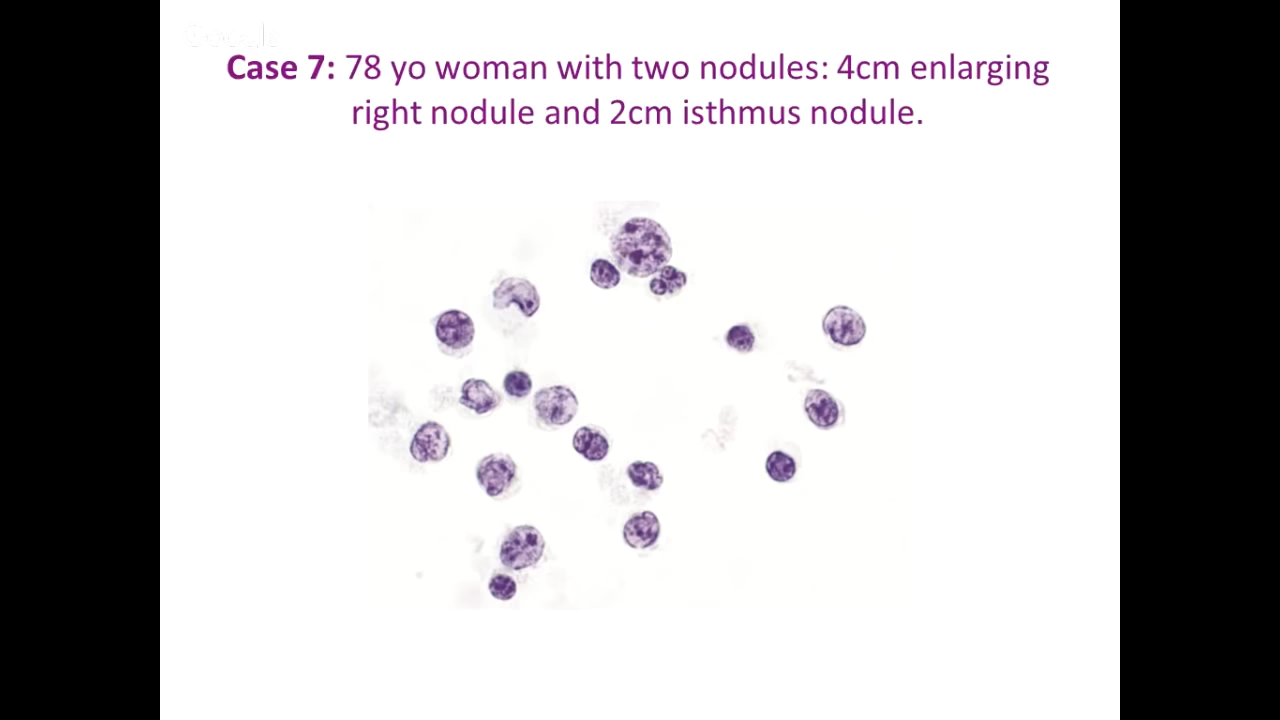 Case 7: 78 yo woman with two nodules: 4cm enlarging
right nodule and 2cm isthmus nodule.